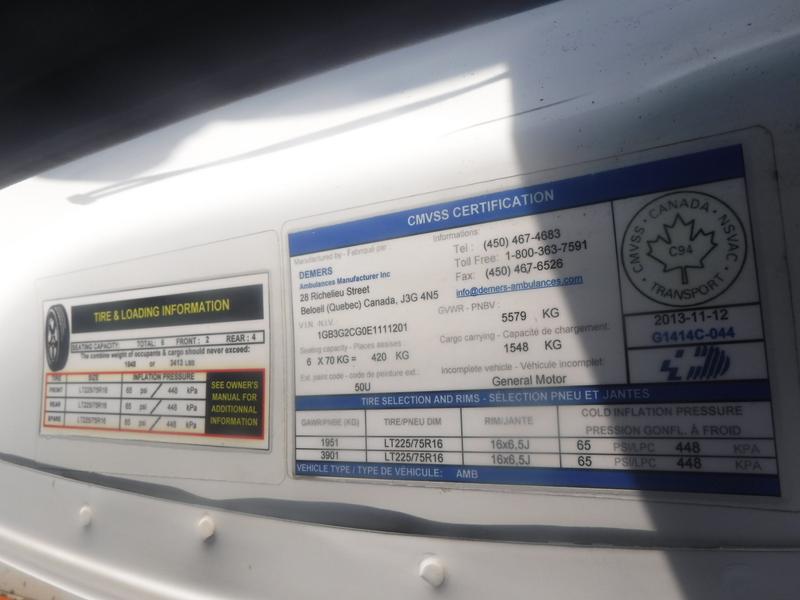 TIRE & LOADING INFORMATION
SEATING CAPACITY: TOTAL: 6 FRONT: 2 REAR: 4
The combine weight of occupants & cargo should never exceed:
1548 or 3413 LBS
TIRE SIZE INFLATION PRESSURE
FRONT LT225/75R16 65 psi / 448 kPa
REAR LT225/75R16 65 psi / 448 kPa
SPARE LT225/75R16 65 psi / 448 kPa
SEE OWNER'S
MANUAL FOR
ADDITIONNAL
INFORMATION
CMVSS CERTIFICATION
Manufactured by - Fabriqué par :
DEMERS
Ambulances Manufacturer Inc
28 Richelieu Street
Beloeil (Quebec) Canada, J3G 4N5
Informations:
Tel : (450) 467-4683
Toll Free: 1-800-363-7591
Fax: (450) 467-6526
info@demers-ambulances.com
V.I.N. -N.I.V.
1GB3G2CG0E1111201
Seating capacity - Places assises :
6 X 70 KG = 420 KG
Ext. paint code - code de peinture ext.:
50U
GVWR - PNBV :
5579 KG
Cargo carrying - Capacité de chargement:
1548 KG
Incomplete vehicle - Véhicule incomplet:
General Motor
CMVSS · CANADA · NSVAC
C94
· TRANSPORT ·
2013-11-12
G1414C-044
TIRE SELECTION AND RIMS - SÉLECTION PNEU ET JANTES
GAWR/PNBE (KG) TIRE/PNEU DIM RIM/JANTE COLD INFLATION PRESSURE
PRESSION GONFL. À FROID
1951 LT225/75R16 16x6,5J 65 PSI/LPC 448 KPA
3901 LT225/75R16 16x6,5J 65 PSI/LPC 448 KPA
VEHICLE TYPE / TYPE DE VÉHICULE: AMB